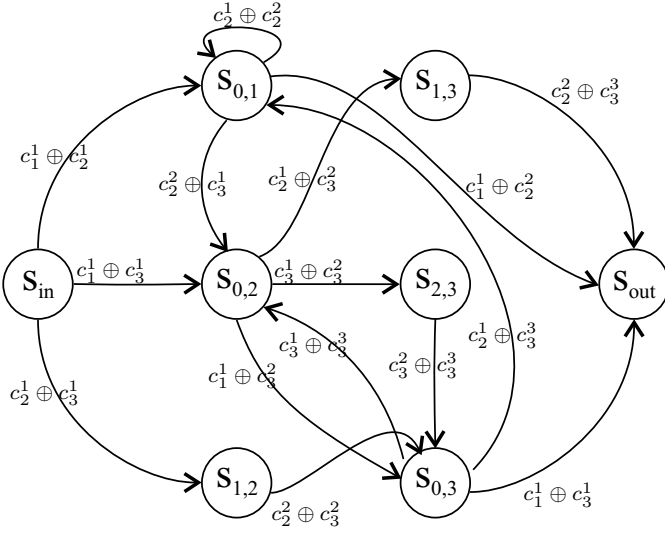 c_2^1 ⊕ c_2^2
S_{0,1}
S_{1,3}
c_2^2 ⊕ c_3^3
c_1^1 ⊕ c_2^1
c_2^2 ⊕ c_3^1
c_2^1 ⊕ c_3^2
c_1^1 ⊕ c_2^2
S_{in}
c_1^1 ⊕ c_3^1
S_{0,2}
c_3^1 ⊕ c_3^2
S_{2,3}
S_{out}
c_3^1 ⊕ c_3^3
c_2^1 ⊕ c_3^3
c_1^1 ⊕ c_3^2
c_3^2 ⊕ c_3^3
c_2^1 ⊕ c_3^1
S_{1,2}
S_{0,3}
c_2^2 ⊕ c_3^2
c_1^1 ⊕ c_3^1